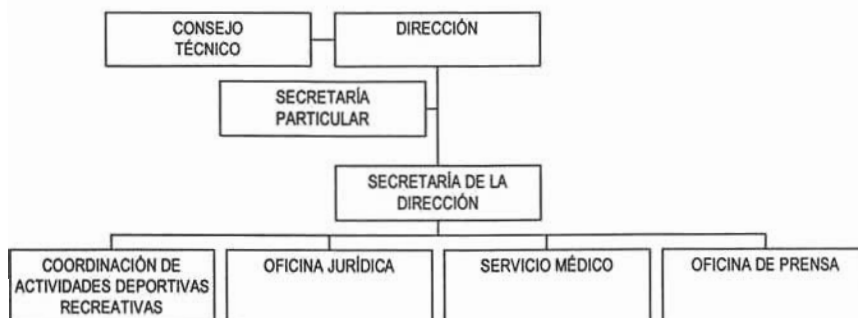 CONSEJO
TÉCNICO
DIRECCIÓN
SECRETARÍA
PARTICULAR
SECRETARÍA DE LA
DIRECCIÓN
COORDINACIÓN DE
ACTIVIDADES DEPORTIVAS
RECREATIVAS
OFICINA JURÍDICA
SERVICIO MÉDICO
OFICINA DE PRENSA